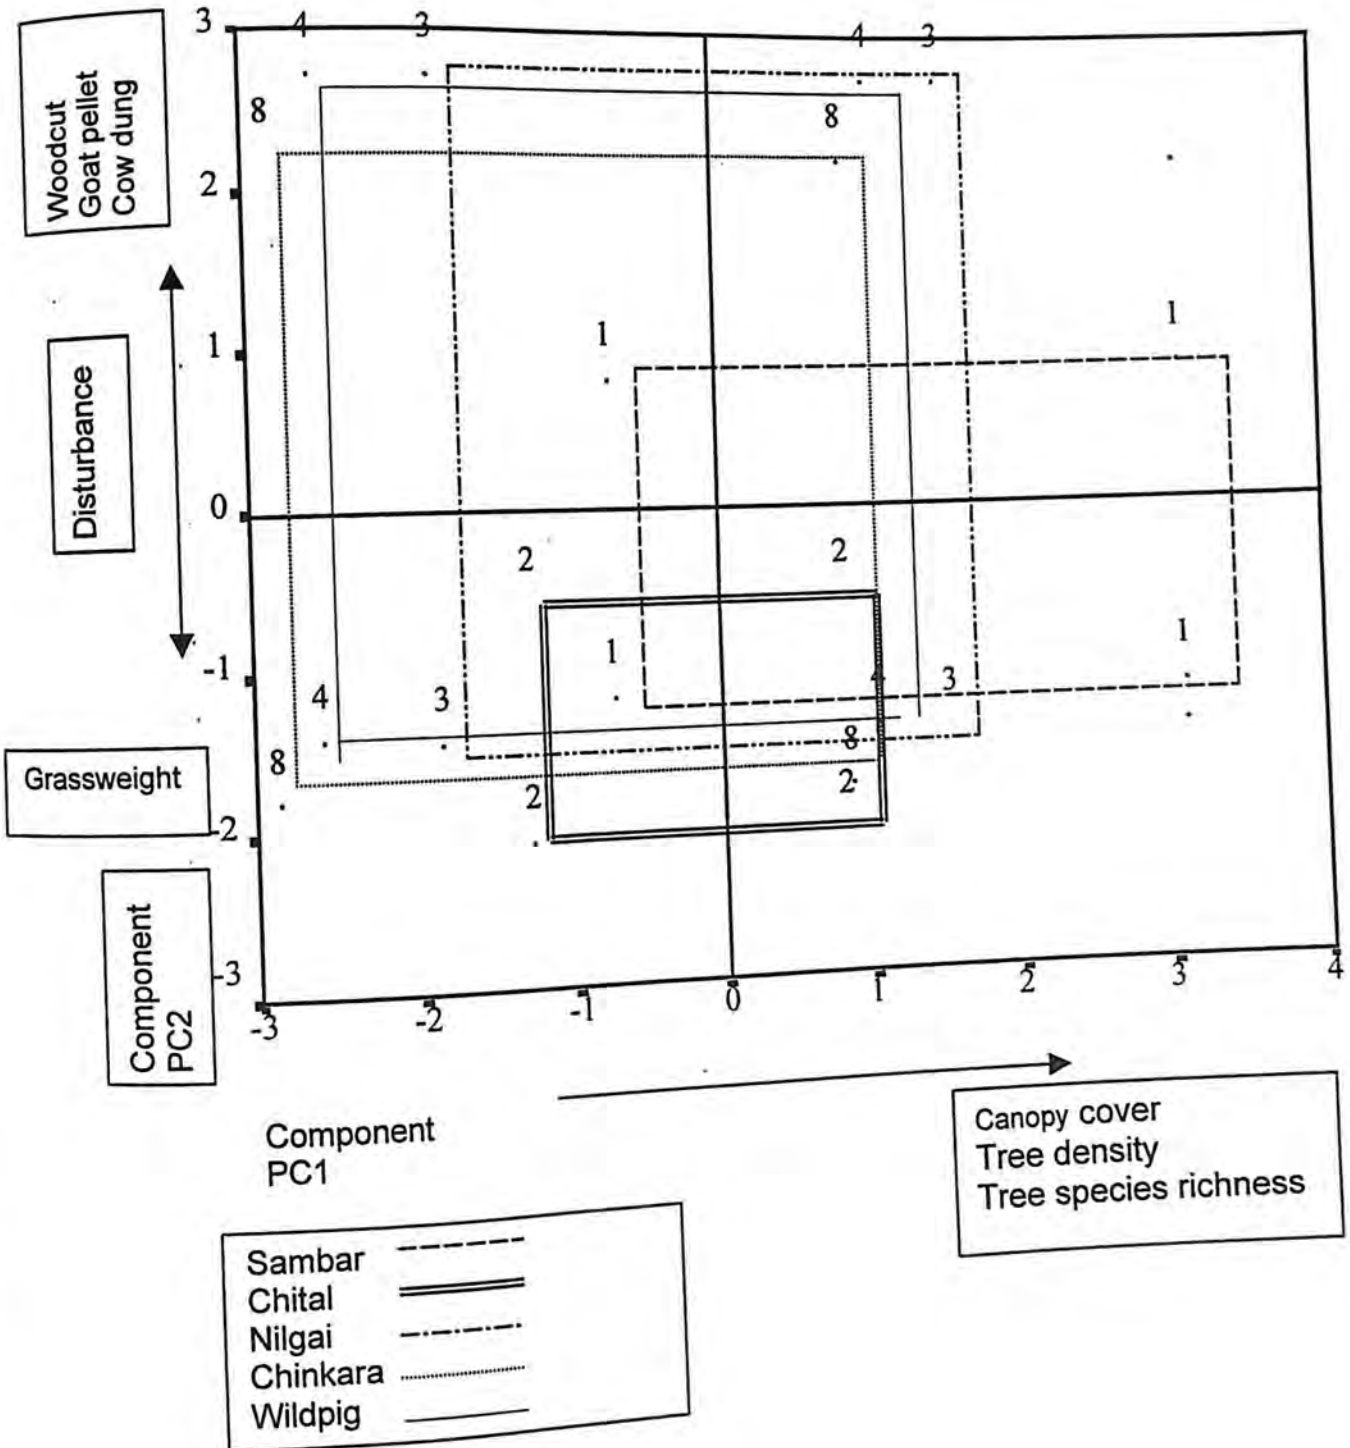 3
4
3
4
3
Woodcut
Goat pellet
Cow dung
8
8
2
1
1
1
Disturbance
0
2
2
1
1
-1
4
3
4
3
8
8
Grassweight
2
2
-2
Component
PC2
-3
-3
-2
-1
0
1
2
3
4
Component
PC1
Canopy cover
Tree density
Tree species richness
Sambar
Chital
Nilgai
Chinkara
Wildpig